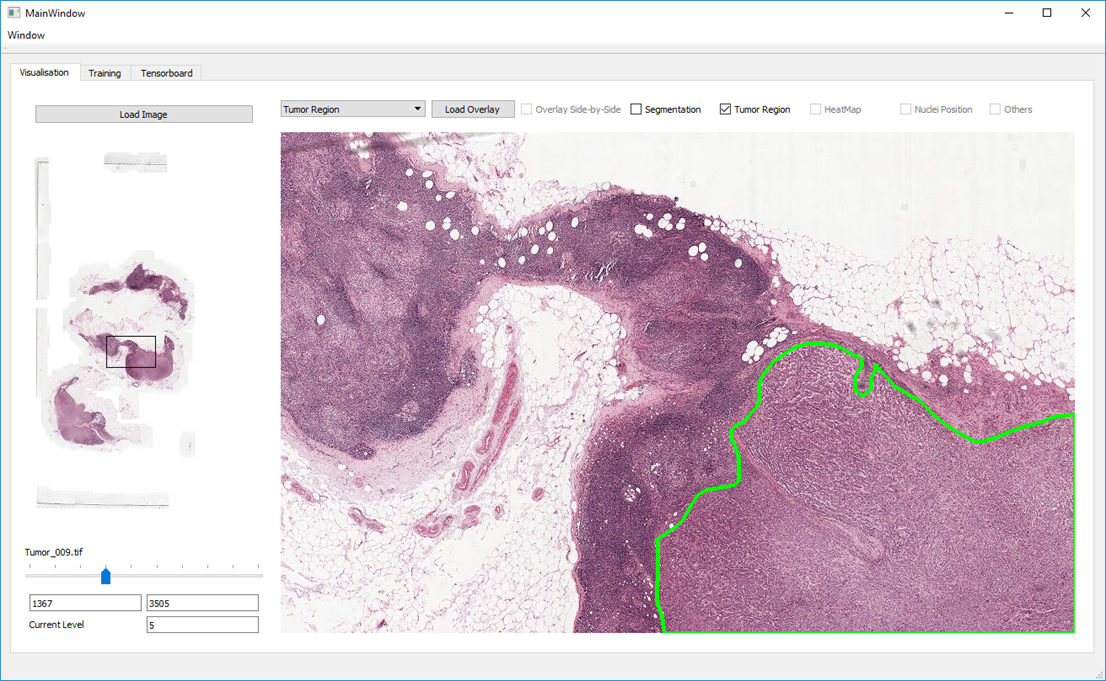 MainWindow
Window
Visualisation Training Tensorboard
Load Image
Tumor Region Load Overlay Overlay Side-by-Side Segmentation Tumor Region HeatMap Nuclei Position Others
Tumor_009.tif
1367 3505
Current Level 5